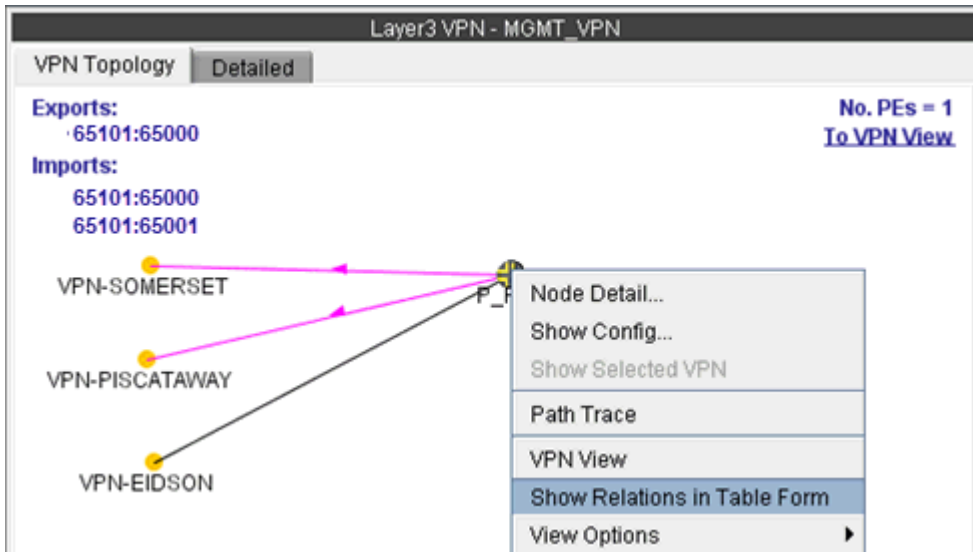 Layer3 VPN - MGMT_VPN
VPN Topology
Detailed
Exports:
65101:65000
No. PEs = 1
To VPN View
Imports:
65101:65000
65101:65001
VPN-SOMERSET
VPN-PISCATAWAY
VPN-EIDSON
Node Detail...
Show Config...
Show Selected VPN
Path Trace
VPN View
Show Relations in Table Form
View Options